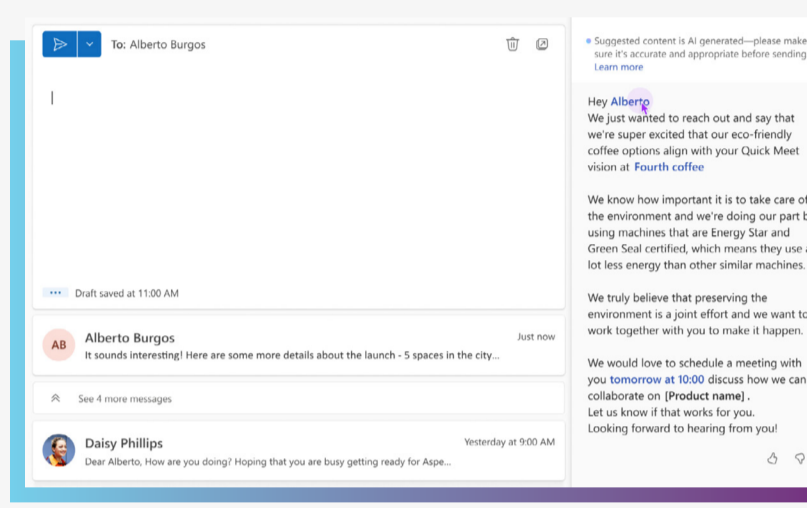 To: Alberto Burgos
Draft saved at 11:00 AM
AB
Alberto Burgos
Just now
It sounds interesting! Here are some more details about the launch - 5 spaces in the city...
See 4 more messages
Daisy Phillips
Yesterday at 9:00 AM
Dear Alberto, How are you doing? Hoping that you are busy getting ready for Aspe...
Suggested content is AI generated—please make
sure it's accurate and appropriate before sending
Learn more
Hey Alberto
We just wanted to reach out and say that
we're super excited that our eco-friendly
coffee options align with your Quick Meet
vision at Fourth coffee
We know how important it is to take care of
the environment and we're doing our part
using machines that are Energy Star and
Green Seal certified, which means they use
lot less energy than other similar machines.
We truly believe that preserving the
environment is a joint effort and we want to
work together with you to make it happen.
We would love to schedule a meeting with
you tomorrow at 10:00 discuss how we can
collaborate on [Product name] .
Let us know if that works for you.
Looking forward to hearing from you!